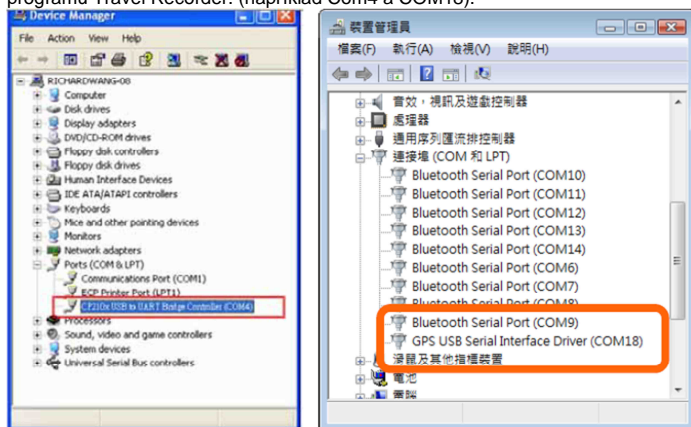 programu Travel Recorder. (například Com4 a COM18).
Device Manager
File Action View Help
RICHARDWANG-08
Computer
Disk drives
Display adapters
DVD/CD-ROM drives
Floppy disk controllers
Floppy disk drives
Human Interface Devices
IDE ATA/ATAPI controllers
Keyboards
Mice and other pointing devices
Monitors
Network adapters
Ports (COM & LPT)
Communications Port (COM1)
ECP Printer Port (LPT1)
CP210x USB to UART Bridge Controller (COM4)
Processors
Sound, video and game controllers
System devices
Universal Serial Bus controllers
裝置管理員
檔案(F) 執行(A) 檢視(V) 說明(H)
音效，視訊及遊戲控制器
處理器
通用序列匯流排控制器
連接埠 (COM 和 LPT)
Bluetooth Serial Port (COM10)
Bluetooth Serial Port (COM11)
Bluetooth Serial Port (COM12)
Bluetooth Serial Port (COM13)
Bluetooth Serial Port (COM14)
Bluetooth Serial Port (COM6)
Bluetooth Serial Port (COM7)
Bluetooth Serial Port (COM8)
Bluetooth Serial Port (COM9)
GPS USB Serial Interface Driver (COM18)
滑鼠及其他指標裝置
電池
電腦